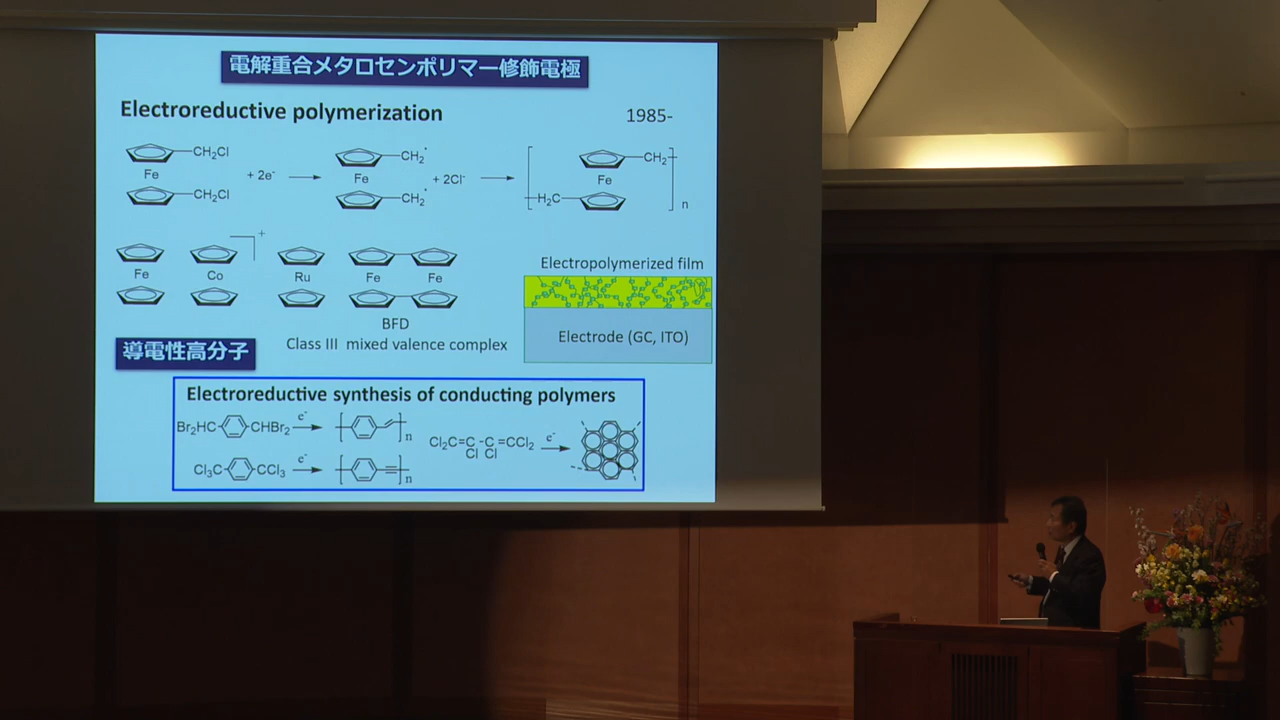 電解重合メタロセンポリマー修飾電極
Electroreductive polymerization
1985-
CH2Cl
Fe
CH2Cl
+ 2e-
CH2•
Fe
CH2•
+ 2Cl-
CH2
Fe
H2C
n
Fe
Co
+
Ru
Fe
Fe
BFD
Class III mixed valence complex
Electropolymerized film
Electrode (GC, ITO)
導電性高分子
Electroreductive synthesis of conducting polymers
Br2HC
CHBr2
e-
n
Cl3C
CCl3
e-
n
Cl2C=C -C =CCl2
Cl Cl
e-